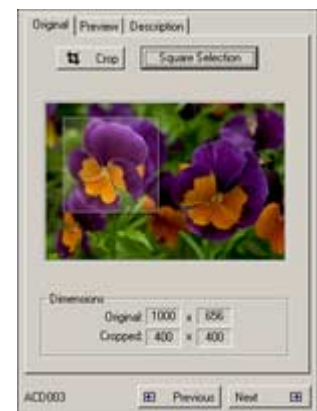 Original Preview Description
Crop Square Selection
Dimensions
Original: 1000 x 656
Cropped: 400 x 400
ACD003 Previous Next